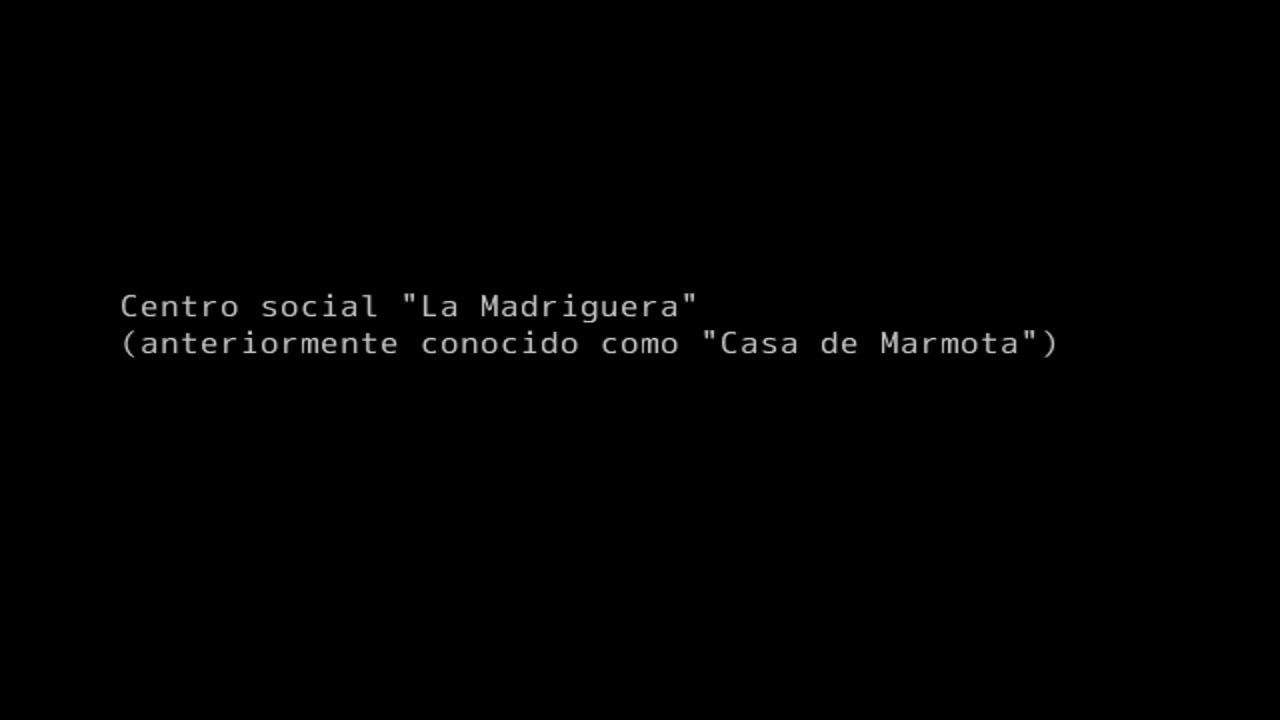 Centro social "La Madriguera"
(anteriormente conocido como "Casa de Marmota")